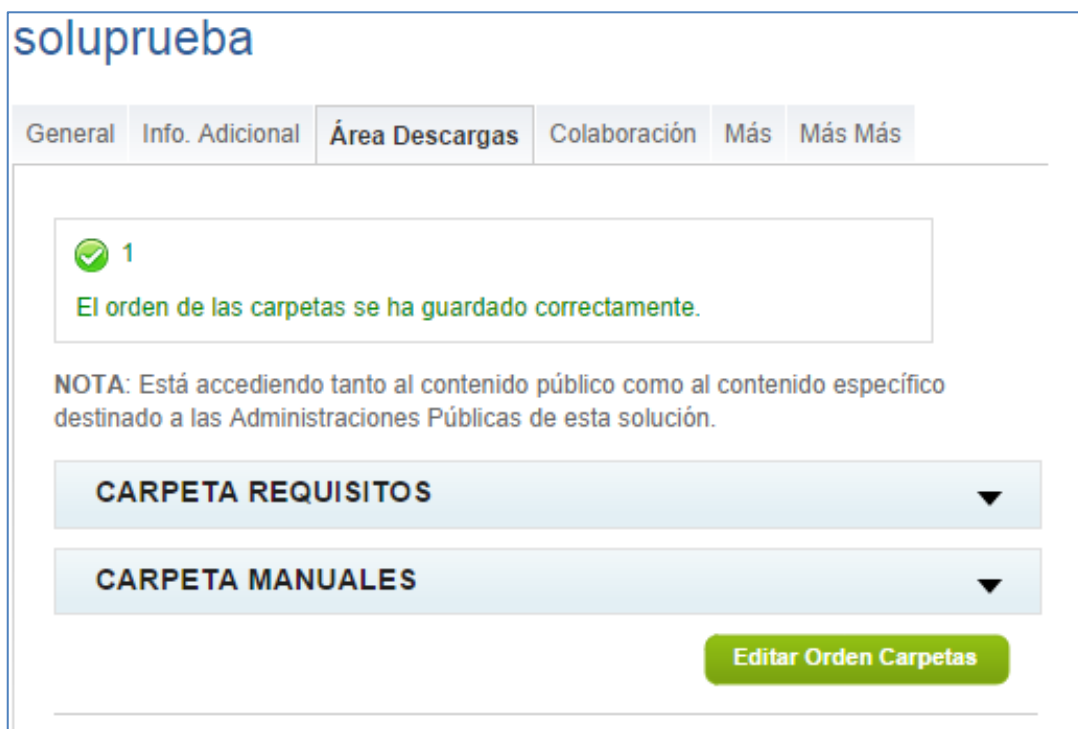 soluprueba
General Info. Adicional Área Descargas Colaboración Más Más Más
1
El orden de las carpetas se ha guardado correctamente.
NOTA: Está accediendo tanto al contenido público como al contenido específico
destinado a las Administraciones Públicas de esta solución.
CARPETA REQUISITOS
CARPETA MANUALES
Editar Orden Carpetas